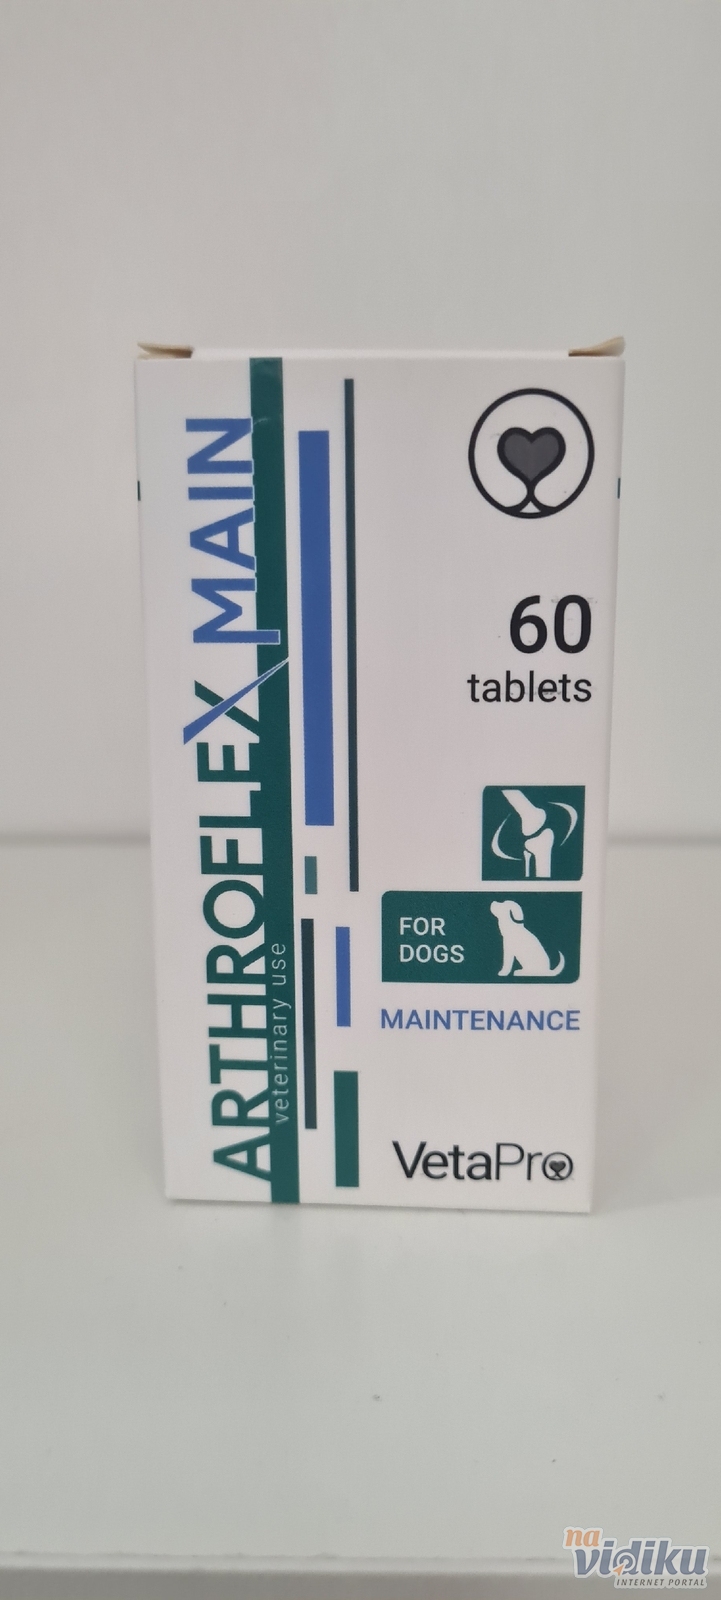 ARTHROFLEX MAIN
veterinary use
60
tablets
FOR
DOGS
MAINTENANCE
VetaPro
na
vidiku
INTERNET PORTAL